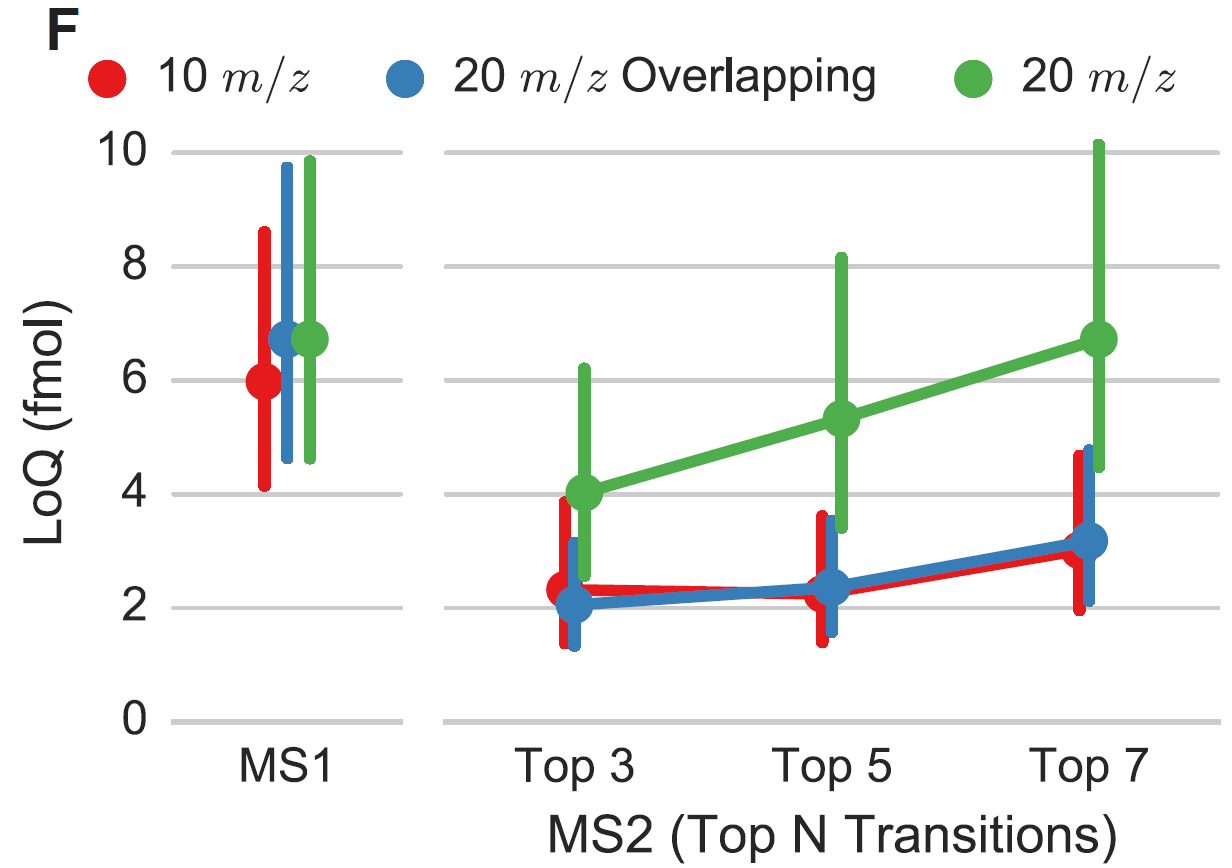 F
10 m/z 20 m/z Overlapping 20 m/z
10
8
6
4
2
0
LoQ (fmol)
MS1 Top 3 Top 5 Top 7
MS2 (Top N Transitions)